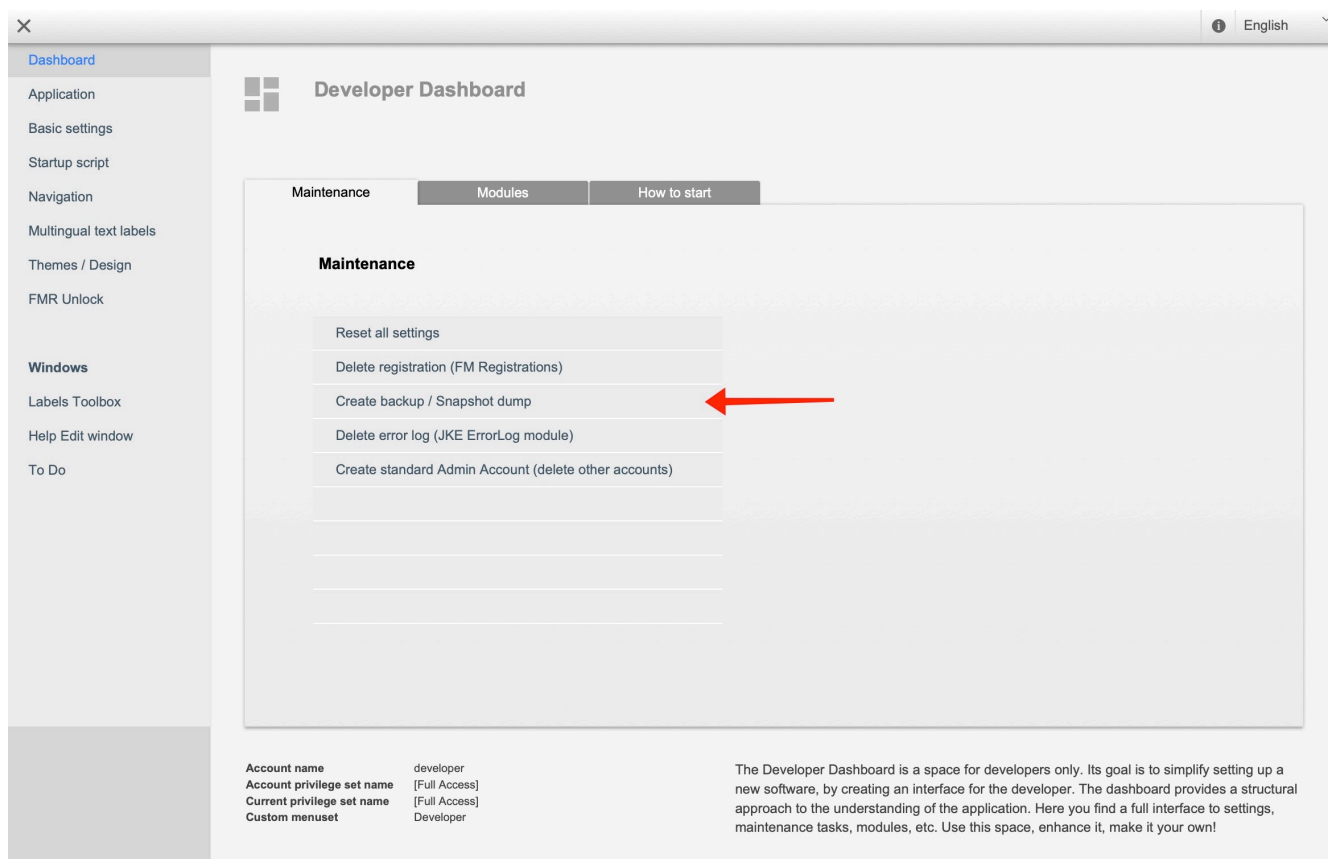 English
Dashboard
Application
Basic settings
Startup script
Navigation
Multingual text labels
Themes / Design
FMR Unlock
Windows
Labels Toolbox
Help Edit window
To Do
Developer Dashboard
Maintenance
Modules
How to start
Maintenance
Reset all settings
Delete registration (FM Registrations)
Create backup / Snapshot dump
Delete error log (JKE ErrorLog module)
Create standard Admin Account (delete other accounts)
Account name developer
Account privilege set name [Full Access]
Current privilege set name [Full Access]
Custom menuset Developer
The Developer Dashboard is a space for developers only. Its goal is to simplify setting up a
new software, by creating an interface for the developer. The dashboard provides a structural
approach to the understanding of the application. Here you find a full interface to settings,
maintenance tasks, modules, etc. Use this space, enhance it, make it your own!